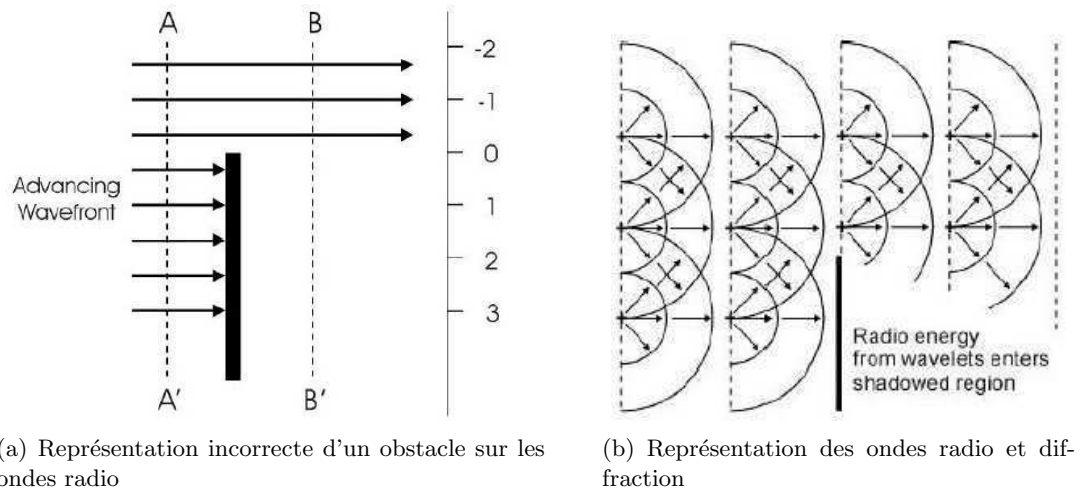 A
B
-2
-1
0
1
2
3
Advancing
Wavefront
A'
B'
Radio energy
from wavelets enters
shadowed region
(a) Représentation incorrecte d'un obstacle sur les
ondes radio
(b) Représentation des ondes radio et dif-
fraction